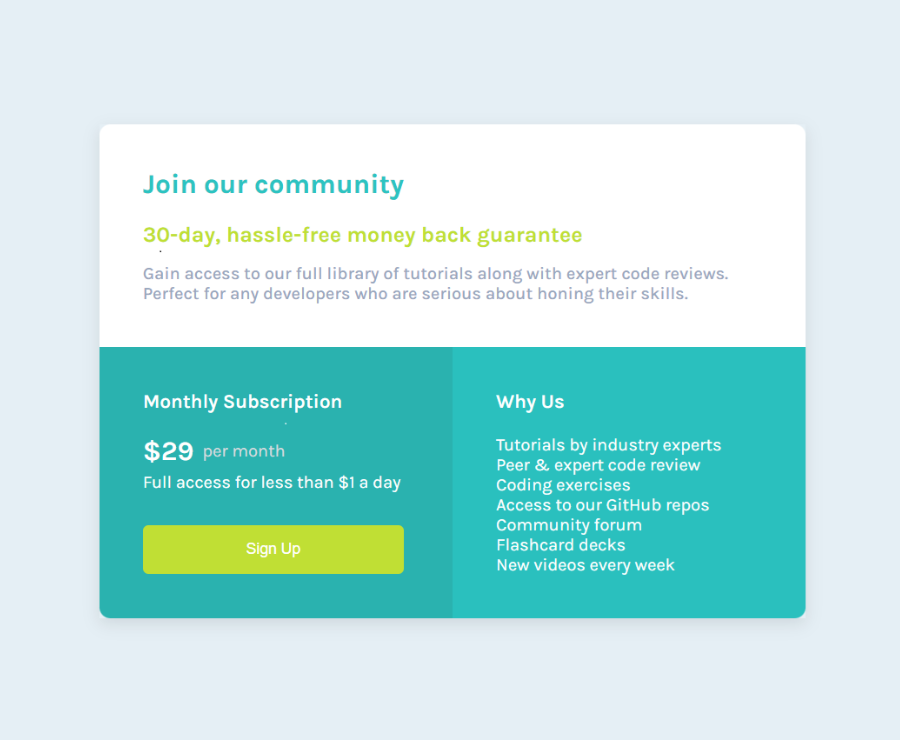 Join our community
30-day, hassle-free money back guarantee
Gain access to our full library of tutorials along with expert code reviews.
Perfect for any developers who are serious about honing their skills.
Monthly Subscription
$29 per month
Full access for less than $1 a day
Sign Up
Why Us
Tutorials by industry experts
Peer & expert code review
Coding exercises
Access to our GitHub repos
Community forum
Flashcard decks
New videos every week